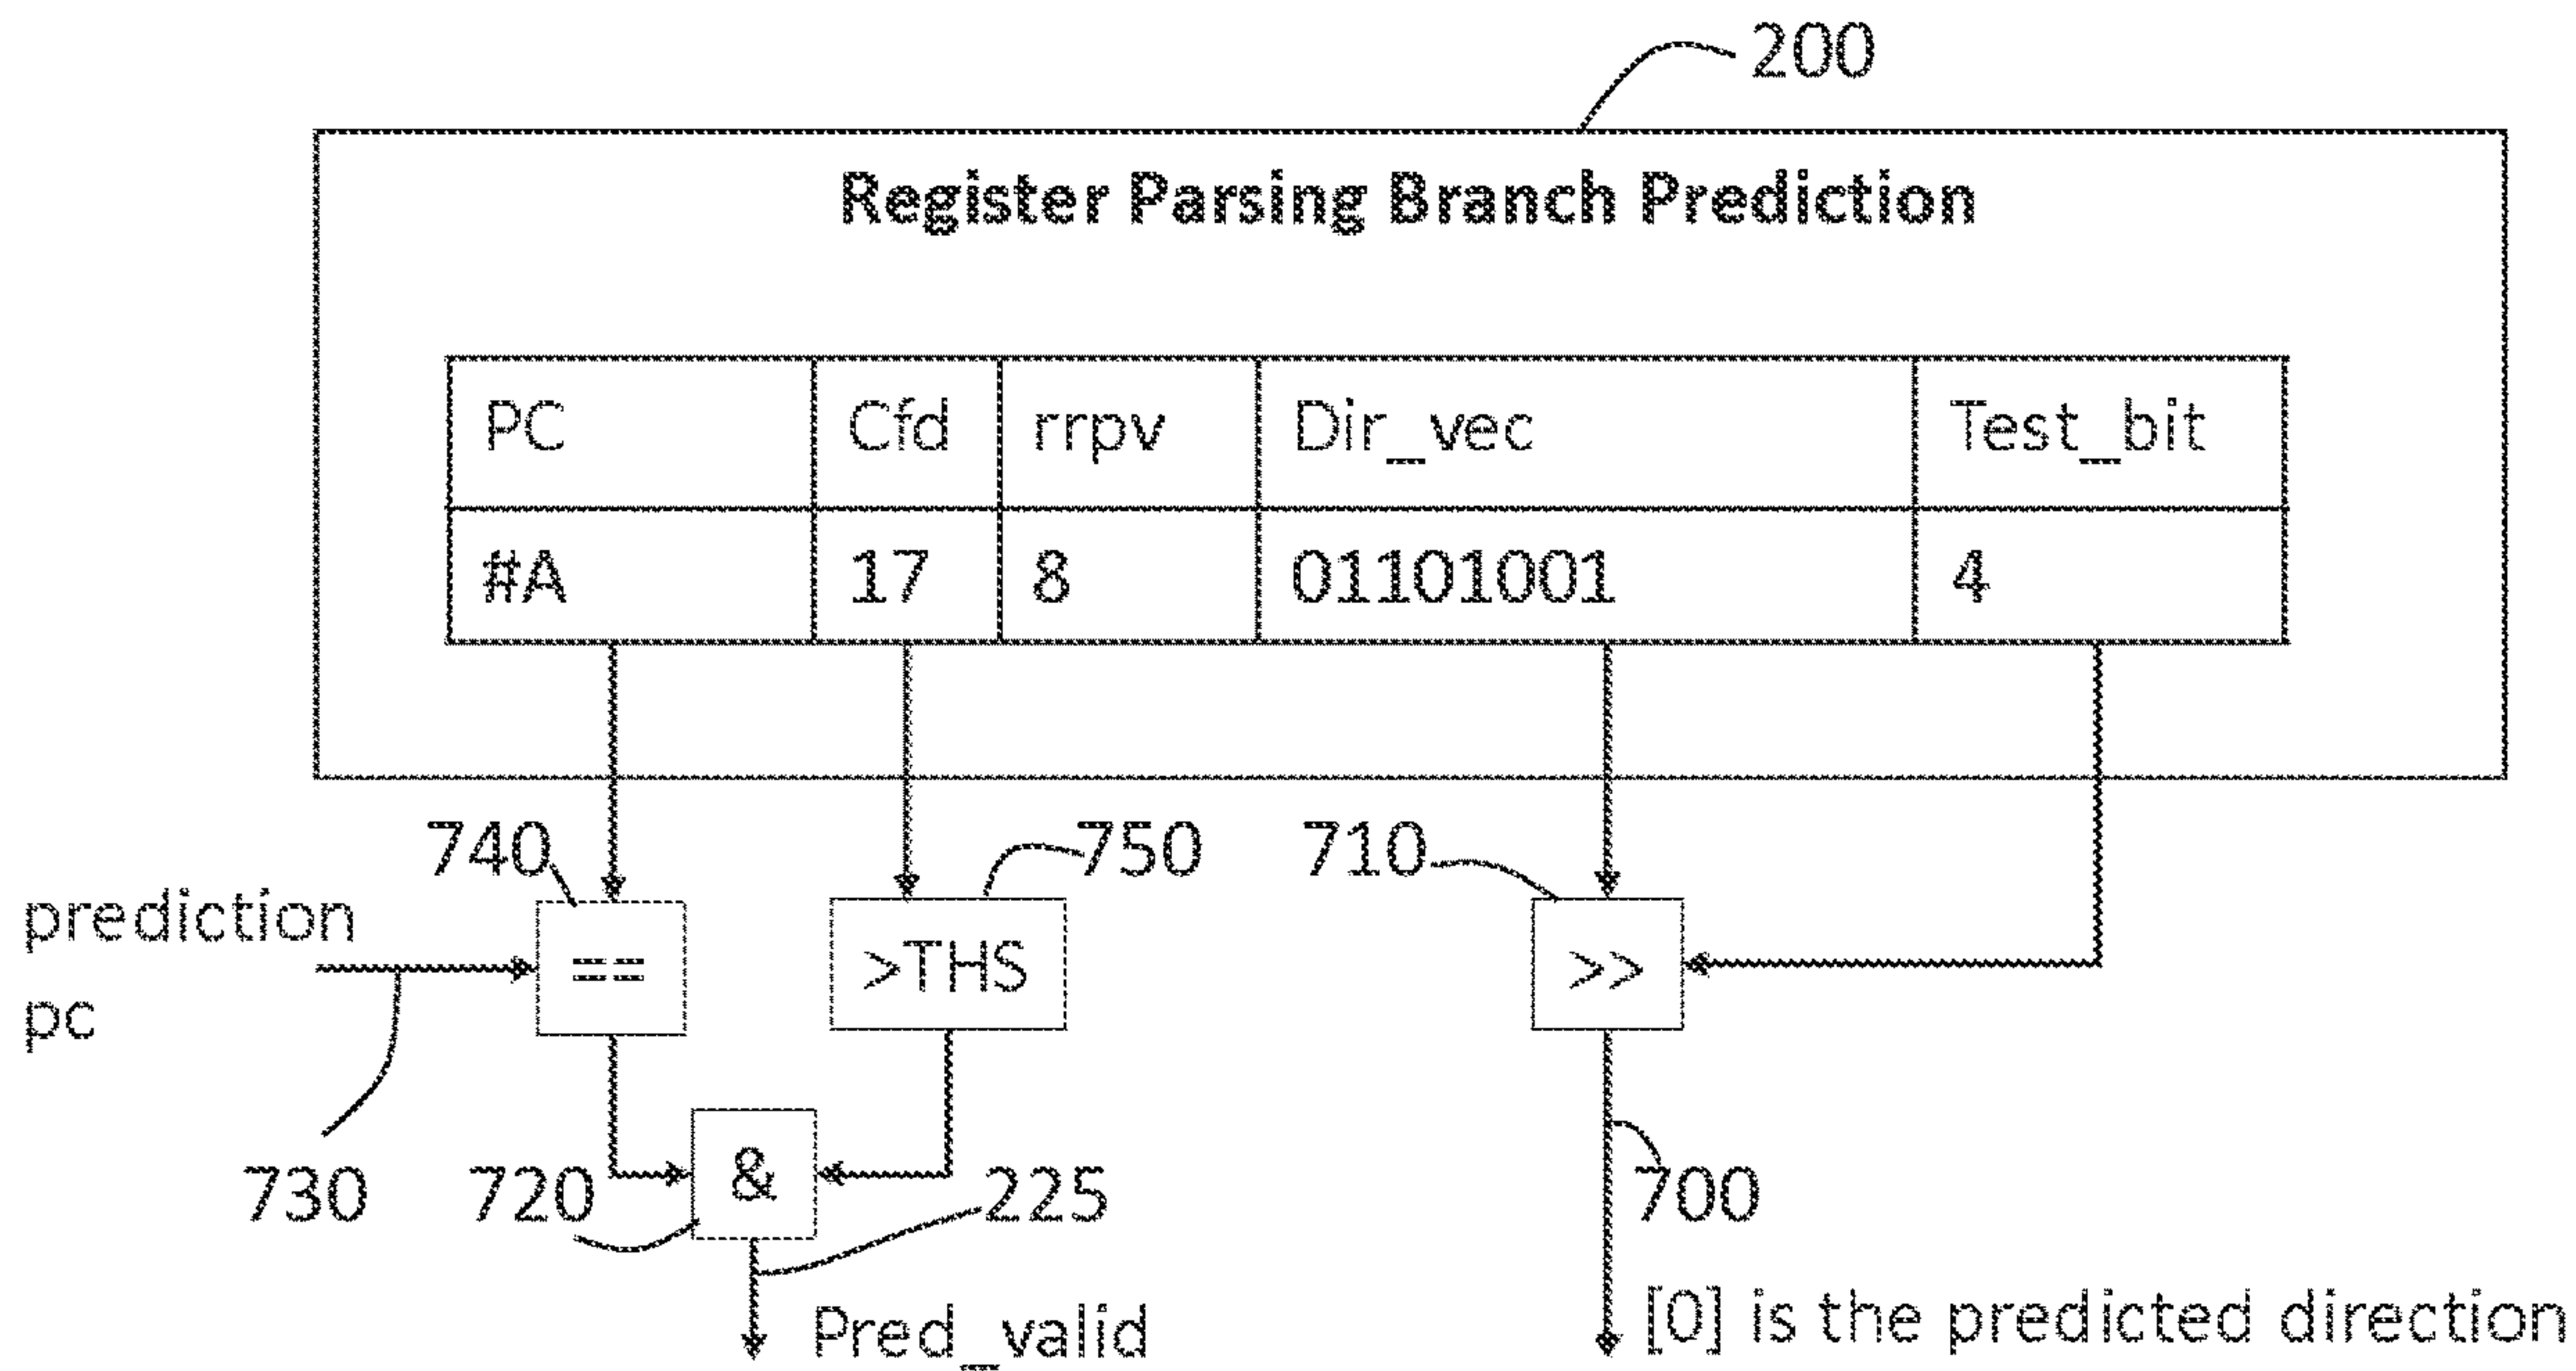 200
Register Parsing Branch Prediction
PC Cfd rrpv Dir_vec Test_bit
#A 17 8 01101001 4
740 750 710
prediction
pc
== >THS >>
730 720 & 225 700
Pred_valid
[0] is the predicted direction